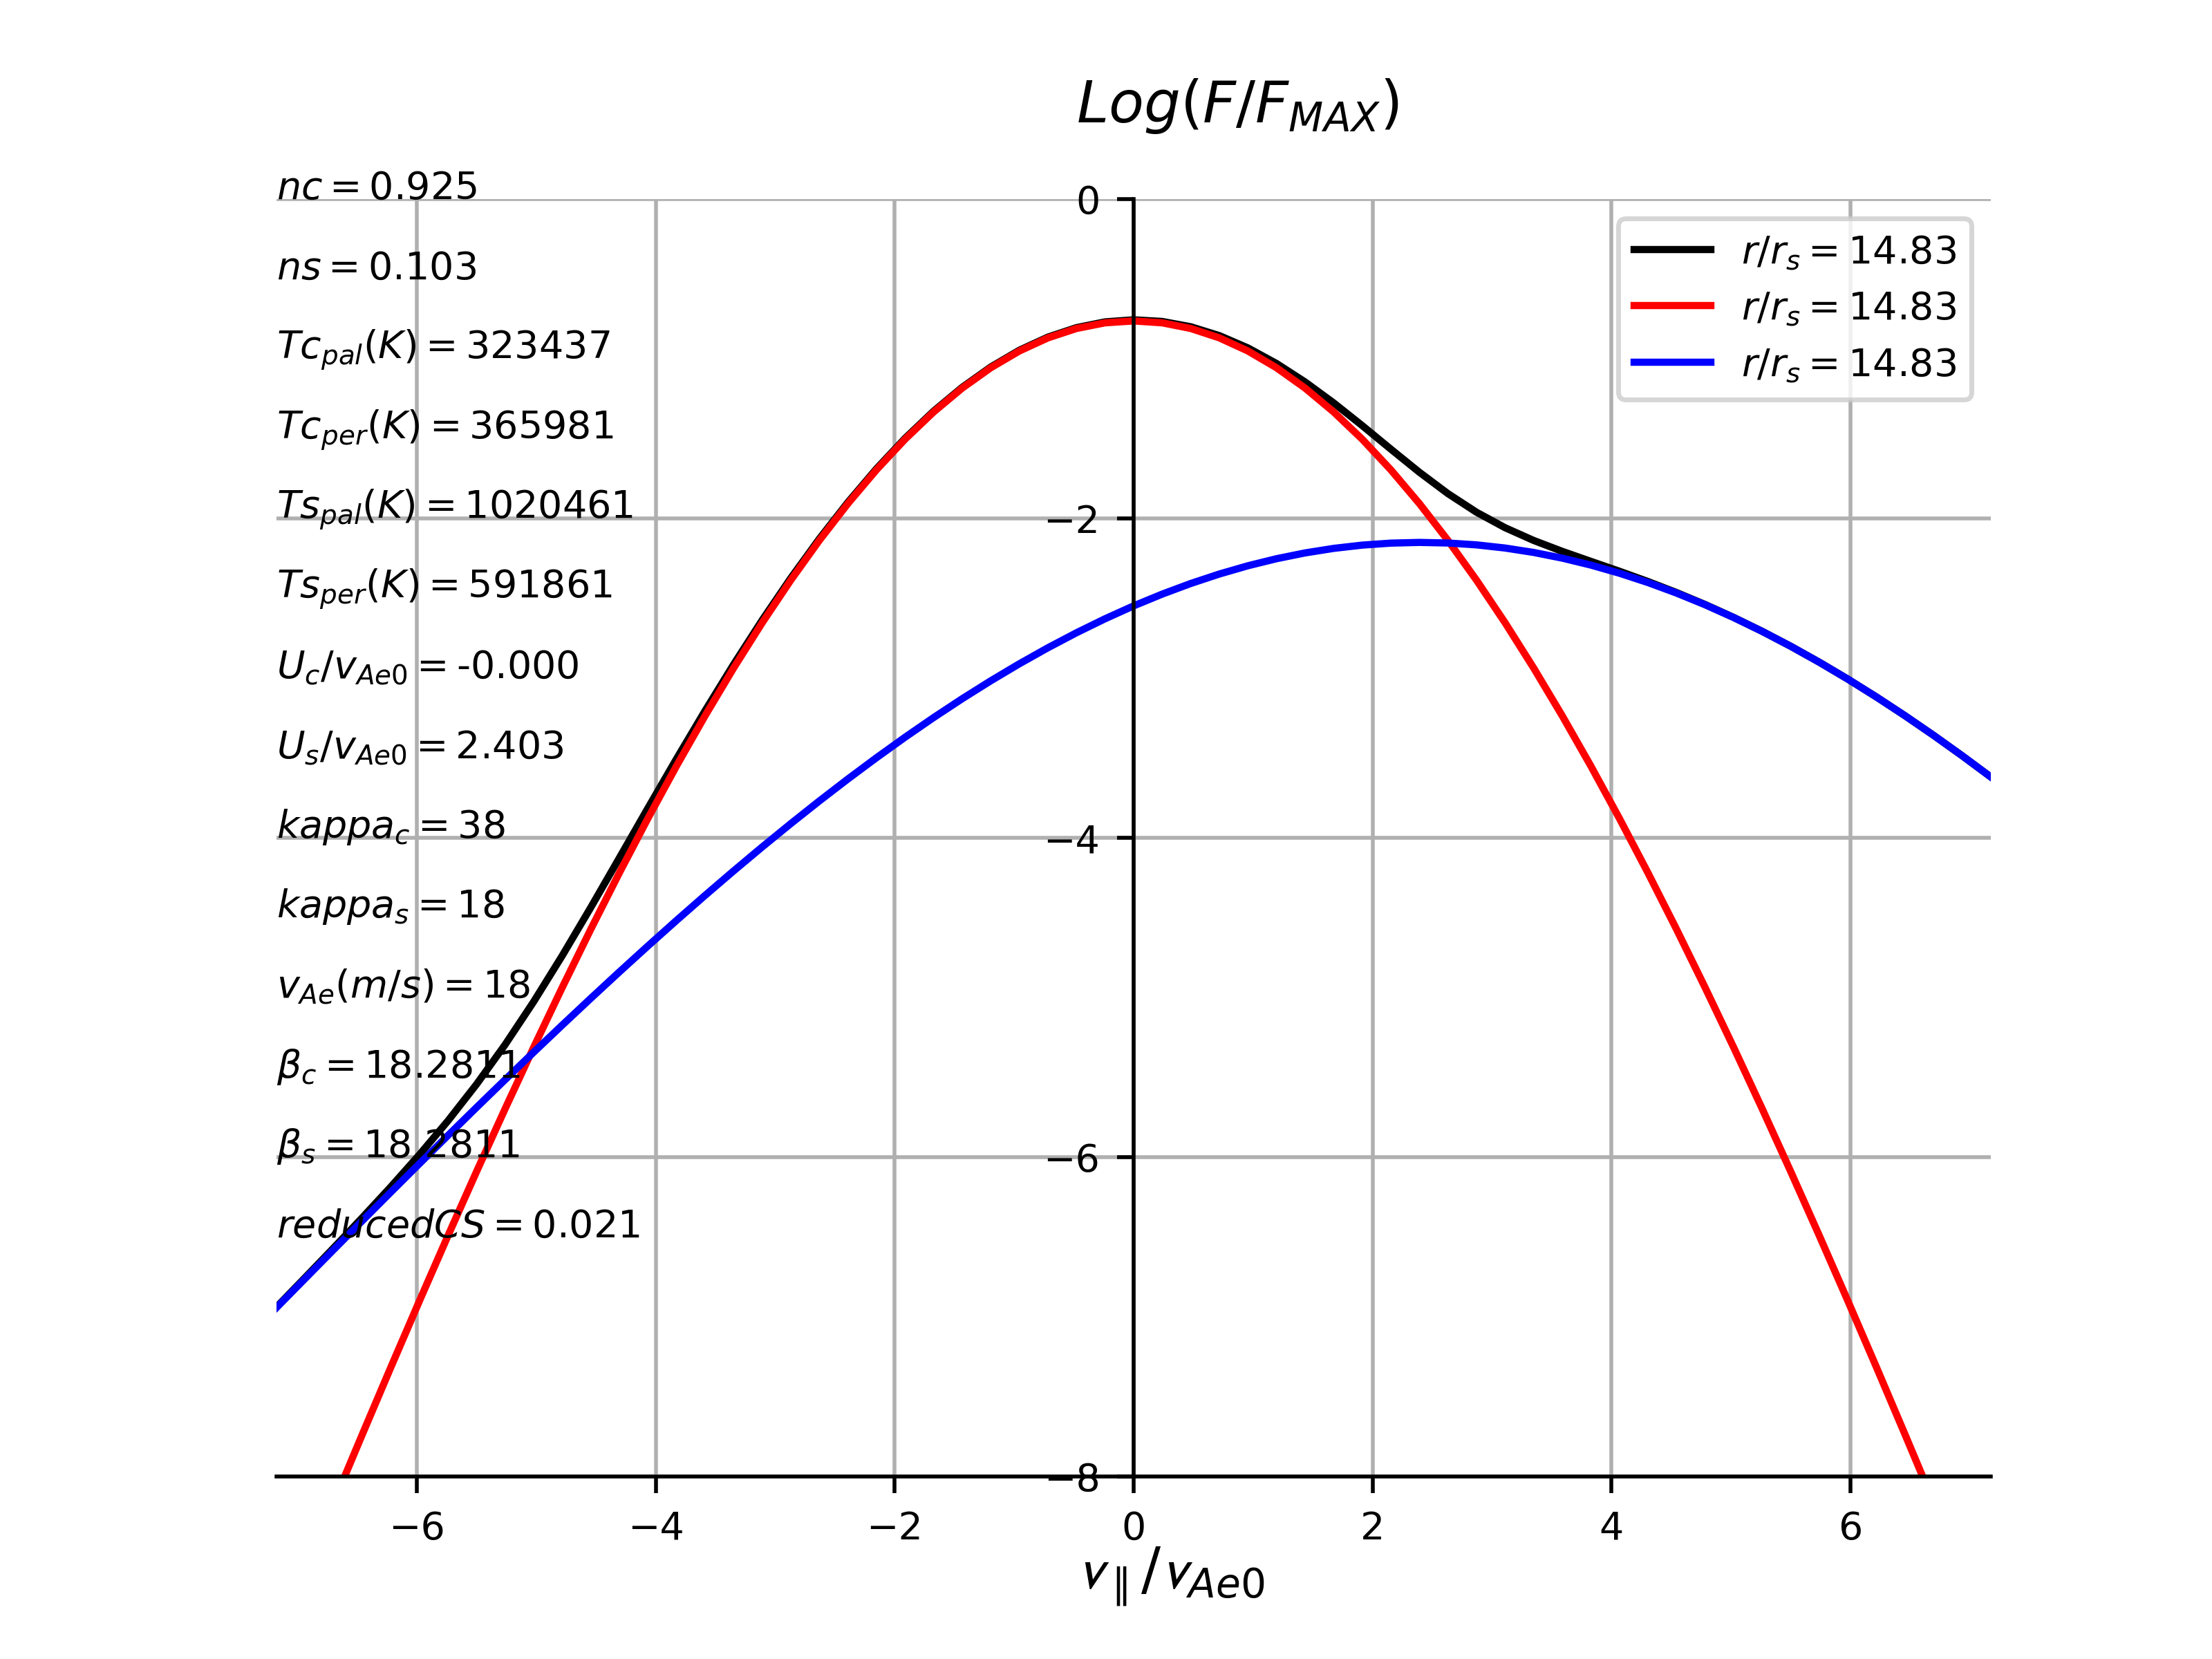 Log(F/F_MAX)
nc = 0.925
ns = 0.103
Tc_pal(K) = 323437
Tc_per(K) = 365981
Ts_pal(K) = 1020461
Ts_per(K) = 591861
U_c/v_Ae0 = -0.000
U_s/v_Ae0 = 2.403
kappa_c = 38
kappa_s = 18
v_Ae(m/s) = 18
β_c = 18.2811
β_s = 18.2811
reducedCS = 0.021
0
−2
−4
−6
−8
r/r_s = 14.83
r/r_s = 14.83
r/r_s = 14.83
−6 −4 −2 0 2 4 6
v_∥/v_Ae0